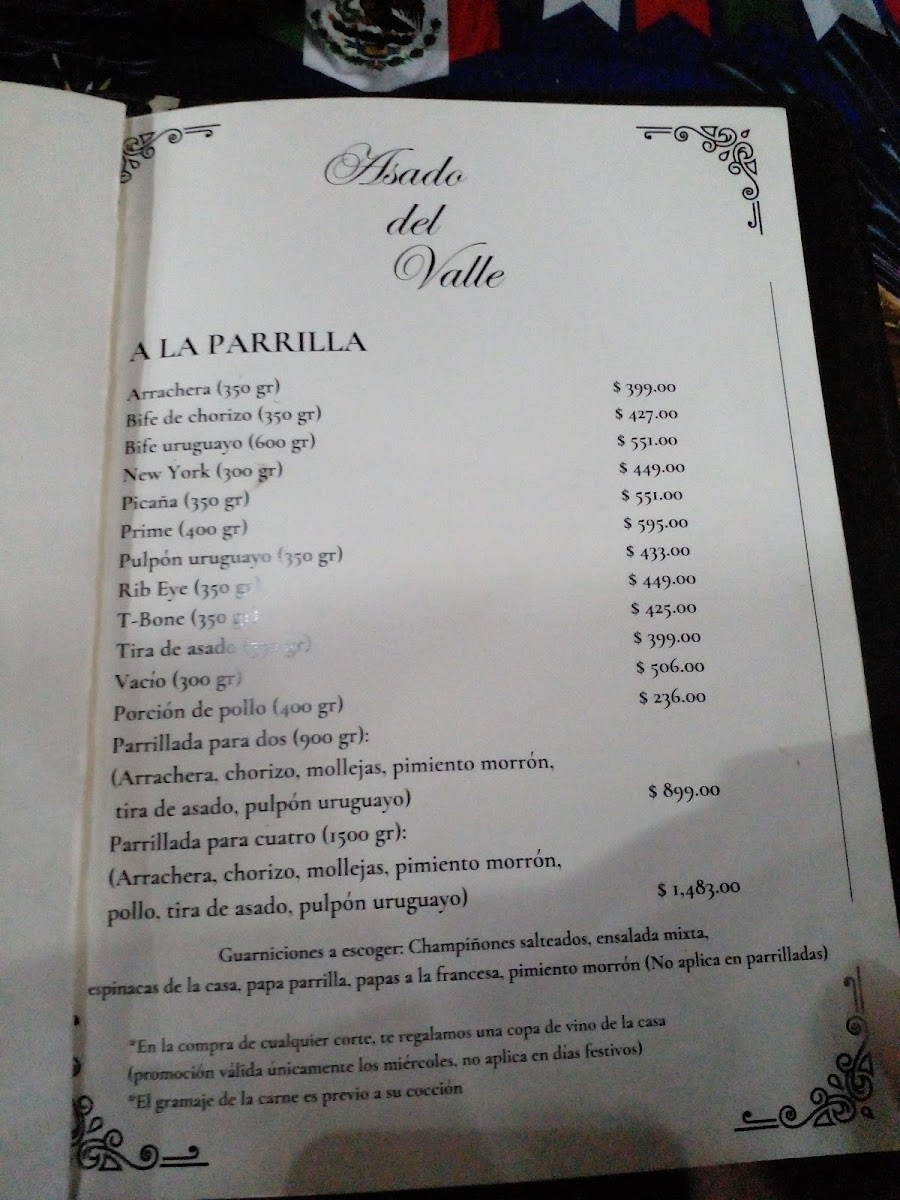 Asado
del
Valle
A LA PARRILLA
Arrachera (350 gr) $ 399.00
Bife de chorizo (350 gr) $ 427.00
Bife uruguayo (600 gr) $ 551.00
New York (300 gr) $ 449.00
Picaña (350 gr) $ 551.00
Prime (400 gr) $ 595.00
Pulpón uruguayo (350 gr) $ 433.00
Rib Eye (350 gr) $ 449.00
T-Bone (350 gr) $ 425.00
Tira de asado gr) $ 399.00
Vacío (300 gr) $ 506.00
Porción de pollo (400 gr) $ 236.00
Parrillada para dos (900 gr):
(Arrachera, chorizo, mollejas, pimiento morrón,
tira de asado, pulpón uruguayo) $ 899.00
Parrillada para cuatro (1500 gr):
(Arrachera, chorizo, mollejas, pimiento morrón,
pollo, tira de asado, pulpón uruguayo) $ 1,483.00
Guarniciones a escoger: Champiñones salteados, ensalada mixta,
espinacas de la casa, papa parrilla, papas a la francesa, pimiento morrón (No aplica en parrilladas)
*En la compra de cualquier corte, te regalamos una copa de vino de la casa
(promoción válida únicamente los miércoles, no aplica en días festivos)
*El gramaje de la carne es previo a su cocción